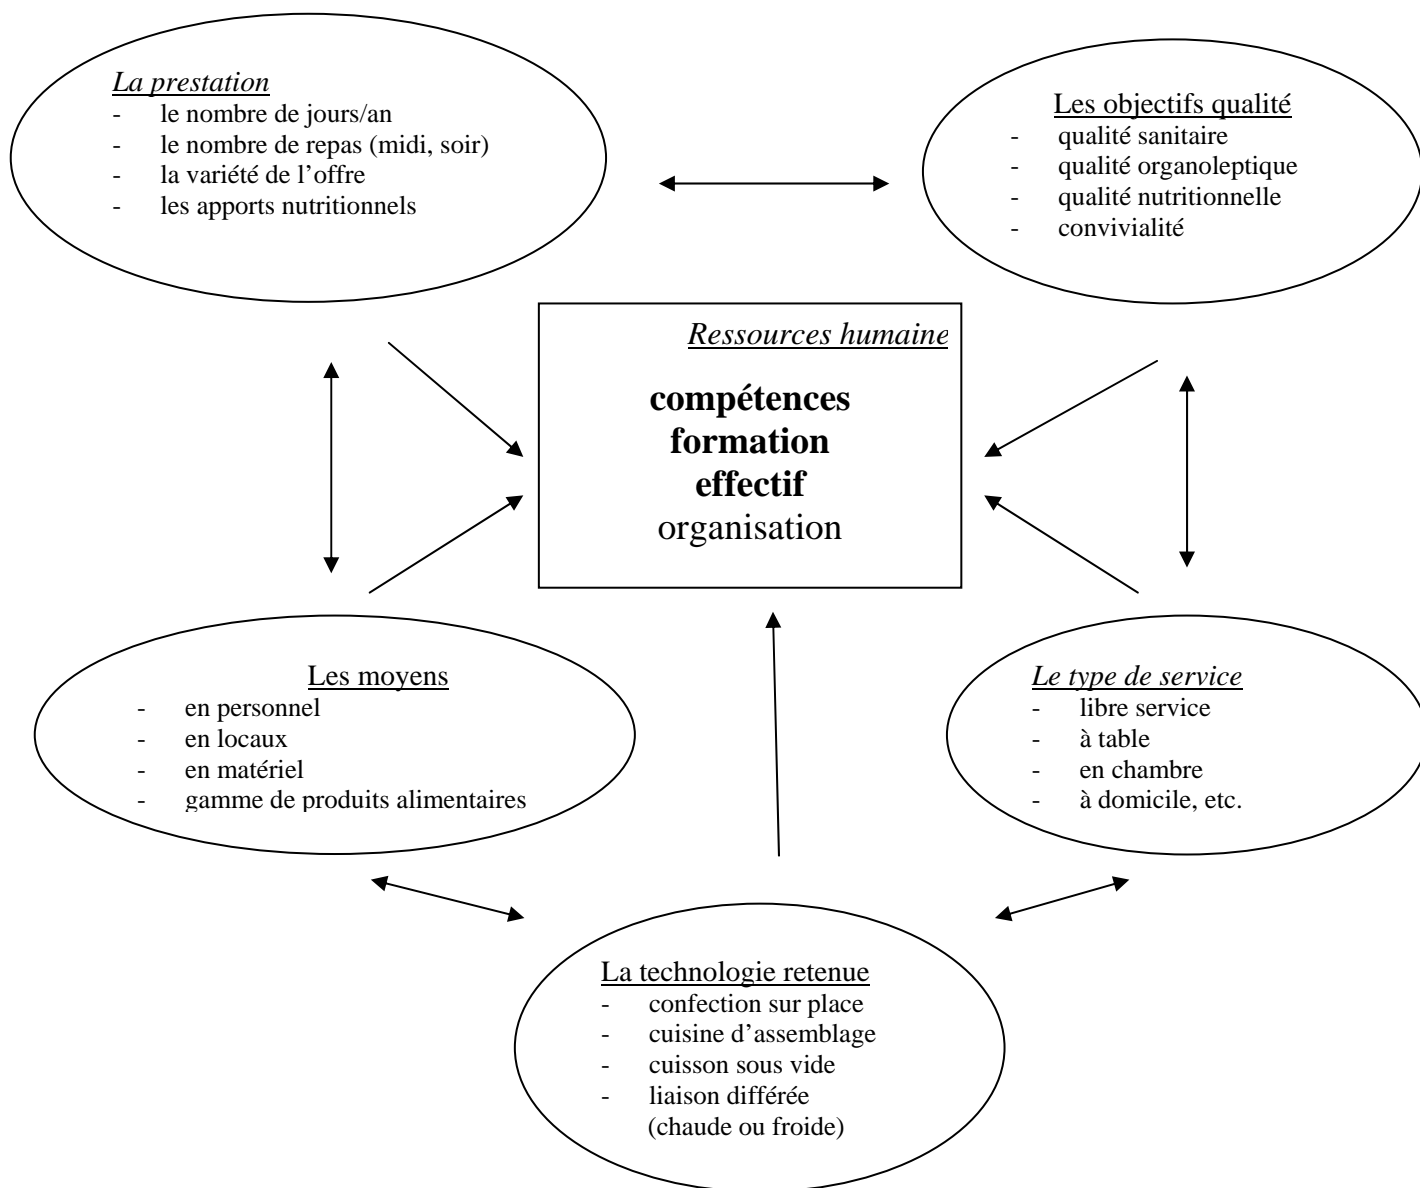 La prestation
- le nombre de jours/an
- le nombre de repas (midi, soir)
- la variété de l’offre
- les apports nutritionnels
Les objectifs qualité
- qualité sanitaire
- qualité organoleptique
- qualité nutritionnelle
- convivialité
Ressources humaine
compétences
formation
effectif
organisation
Les moyens
- en personnel
- en locaux
- en matériel
- gamme de produits alimentaires
Le type de service
- libre service
- à table
- en chambre
- à domicile, etc.
La technologie retenue
- confection sur place
- cuisine d’assemblage
- cuisson sous vide
- liaison différée
(chaude ou froide)